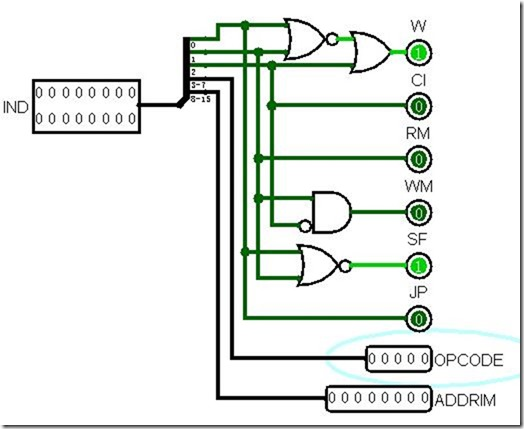 W
1
0
1
2
3-7
8-15
CI
0
IND
0 0 0 0 0 0 0 0
0 0 0 0 0 0 0 0
RM
0
WM
0
SF
1
JP
0
0 0 0 0 0 OPCODE
0 0 0 0 0 0 0 0 ADDRIM